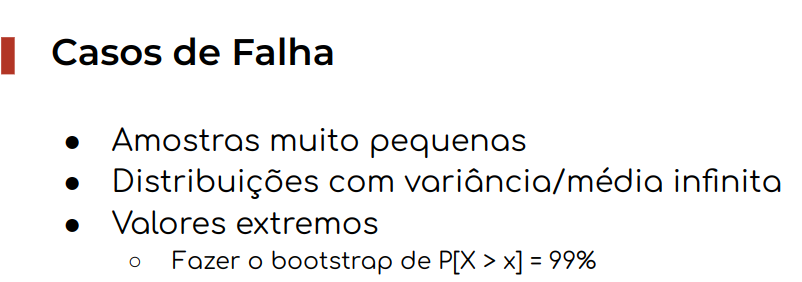 Casos de Falha
● Amostras muito pequenas
● Distribuições com variância/média infinita
● Valores extremos
○ Fazer o bootstrap de P[X > x] = 99%